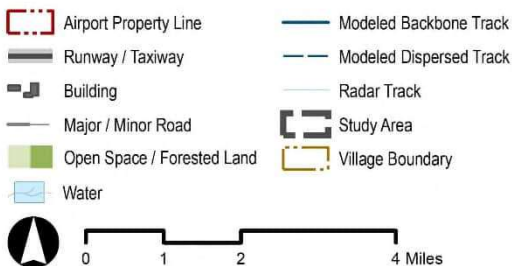 Airport Property Line
Runway / Taxiway
Building
Major / Minor Road
Open Space / Forested Land
Water
Modeled Backbone Track
Modeled Dispersed Track
Radar Track
Study Area
Village Boundary
0 1 2 4 Miles